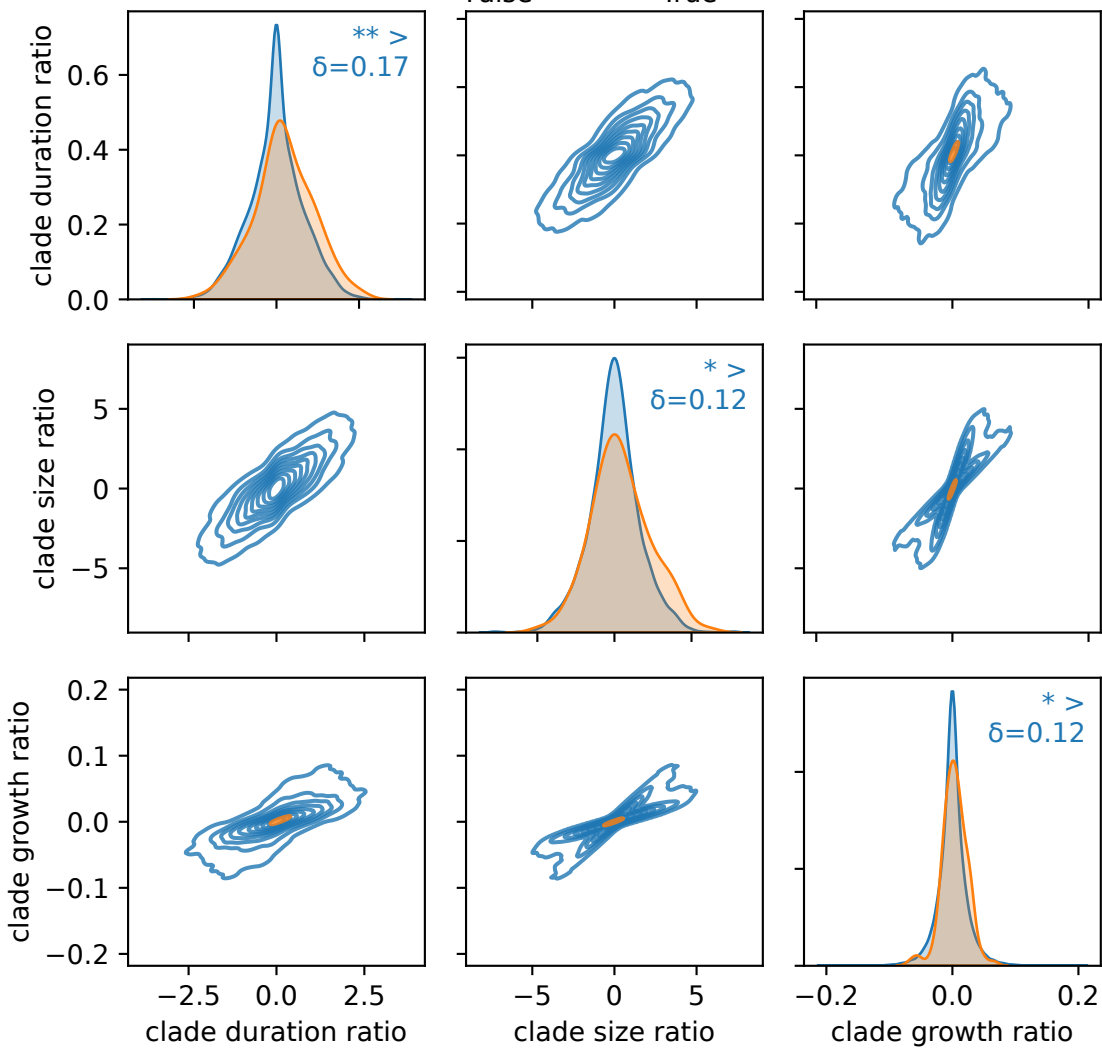 True
clade duration ratio
0.6
0.4
0.2
0.0
** >
δ=0.17
clade size ratio
5
0
−5
* >
δ=0.12
clade growth ratio
0.2
0.1
0.0
−0.1
−0.2
* >
δ=0.12
−2.5 0.0 2.5
−5 0 5
−0.2 0.0 0.2
clade duration ratio
clade size ratio
clade growth ratio